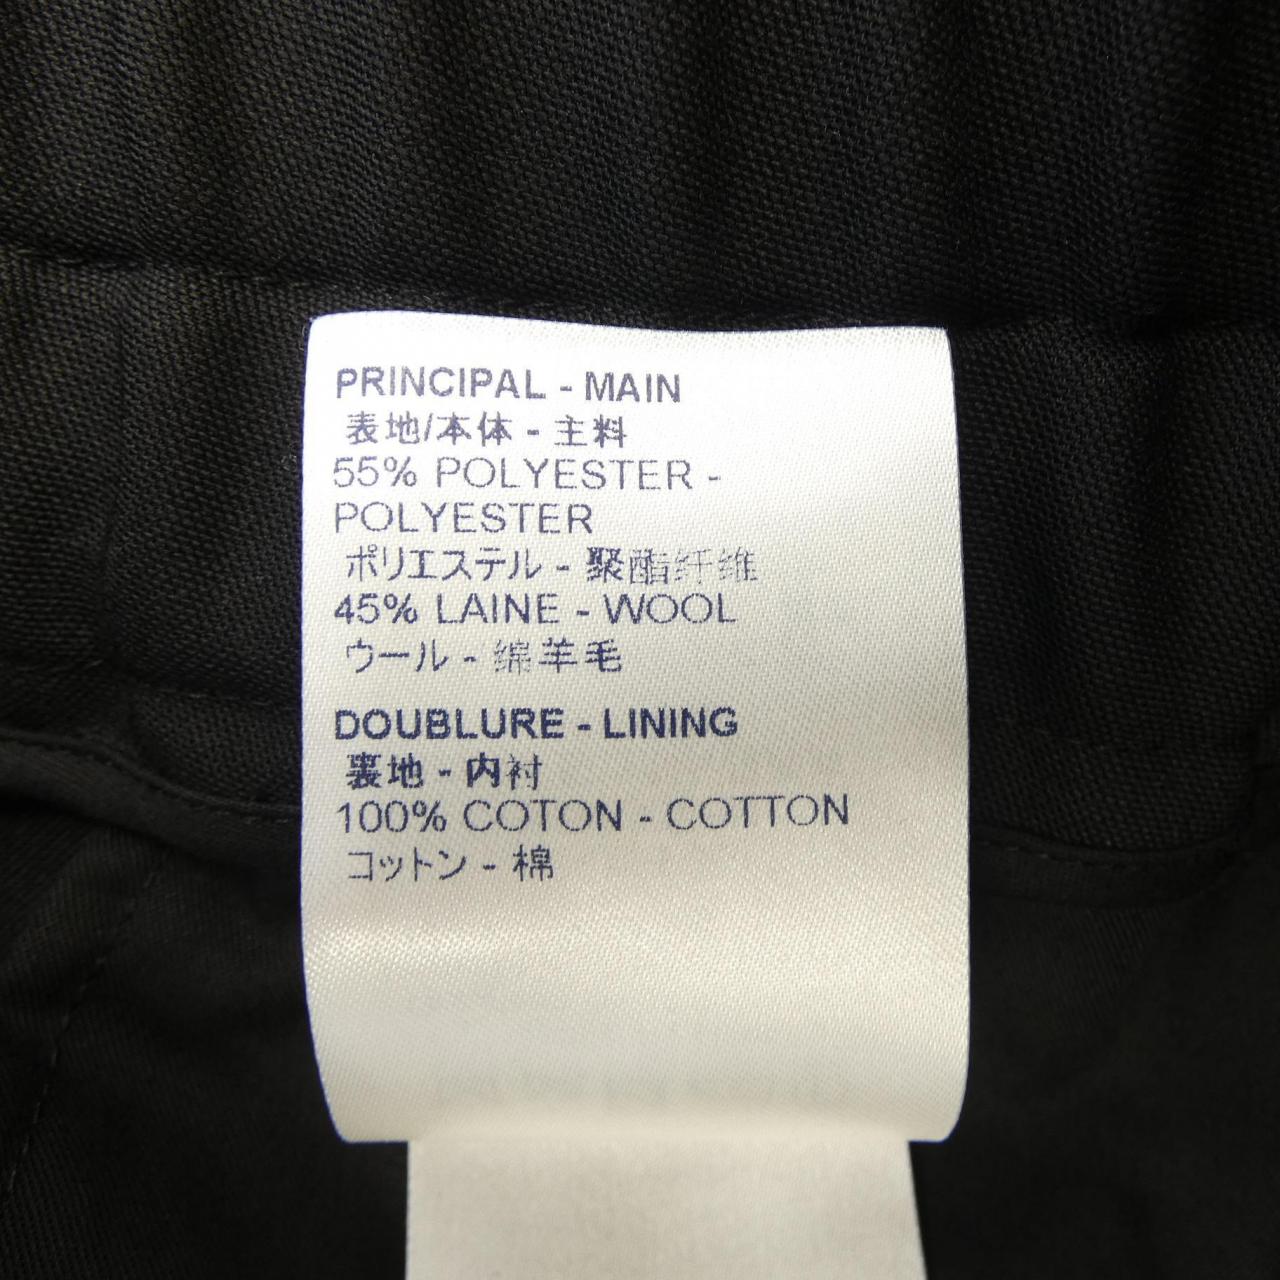 PRINCIPAL - MAIN
表地/本体 - 主料
55% POLYESTER -
POLYESTER
ポリエステル - 聚酯纤维
45% LAINE - WOOL
ウール - 绵羊毛
DOUBLURE - LINING
裏地 - 内衬
100% COTON - COTTON
コットン - 棉